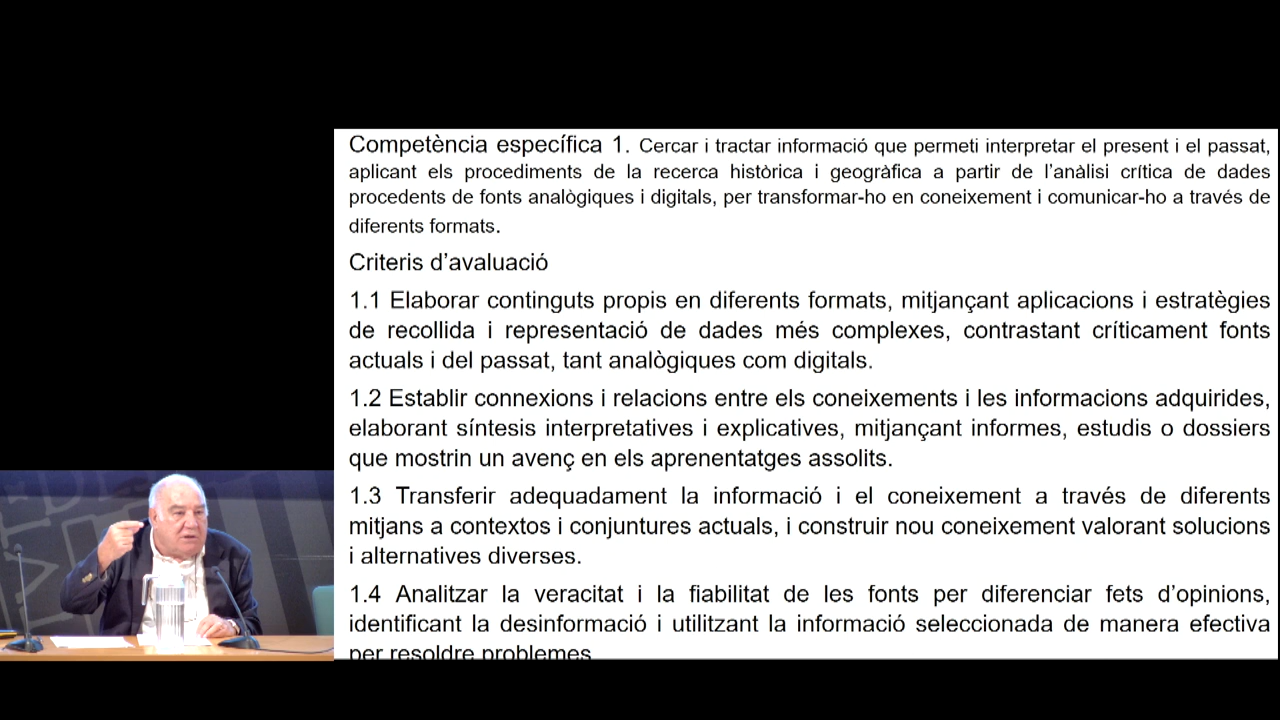 Competència específica 1. Cercar i tractar informació que permeti interpretar el present i el passat,
aplicant els procediments de la recerca històrica i geogràfica a partir de l’anàlisi crítica de dades
procedents de fonts analògiques i digitals, per transformar-ho en coneixement i comunicar-ho a través de
diferents formats.
Criteris d’avaluació
1.1 Elaborar continguts propis en diferents formats, mitjançant aplicacions i estratègies
de recollida i representació de dades més complexes, contrastant críticament fonts
actuals i del passat, tant analògiques com digitals.
1.2 Establir connexions i relacions entre els coneixements i les informacions adquirides,
elaborant síntesis interpretatives i explicatives, mitjançant informes, estudis o dossiers
que mostrin un avenç en els aprenentatges assolits.
1.3 Transferir adequadament la informació i el coneixement a través de diferents
mitjans a contextos i conjuntures actuals, i construir nou coneixement valorant solucions
i alternatives diverses.
1.4 Analitzar la veracitat i la fiabilitat de les fonts per diferenciar fets d’opinions,
identificant la desinformació i utilitzant la informació seleccionada de manera efectiva
per resoldre problemes